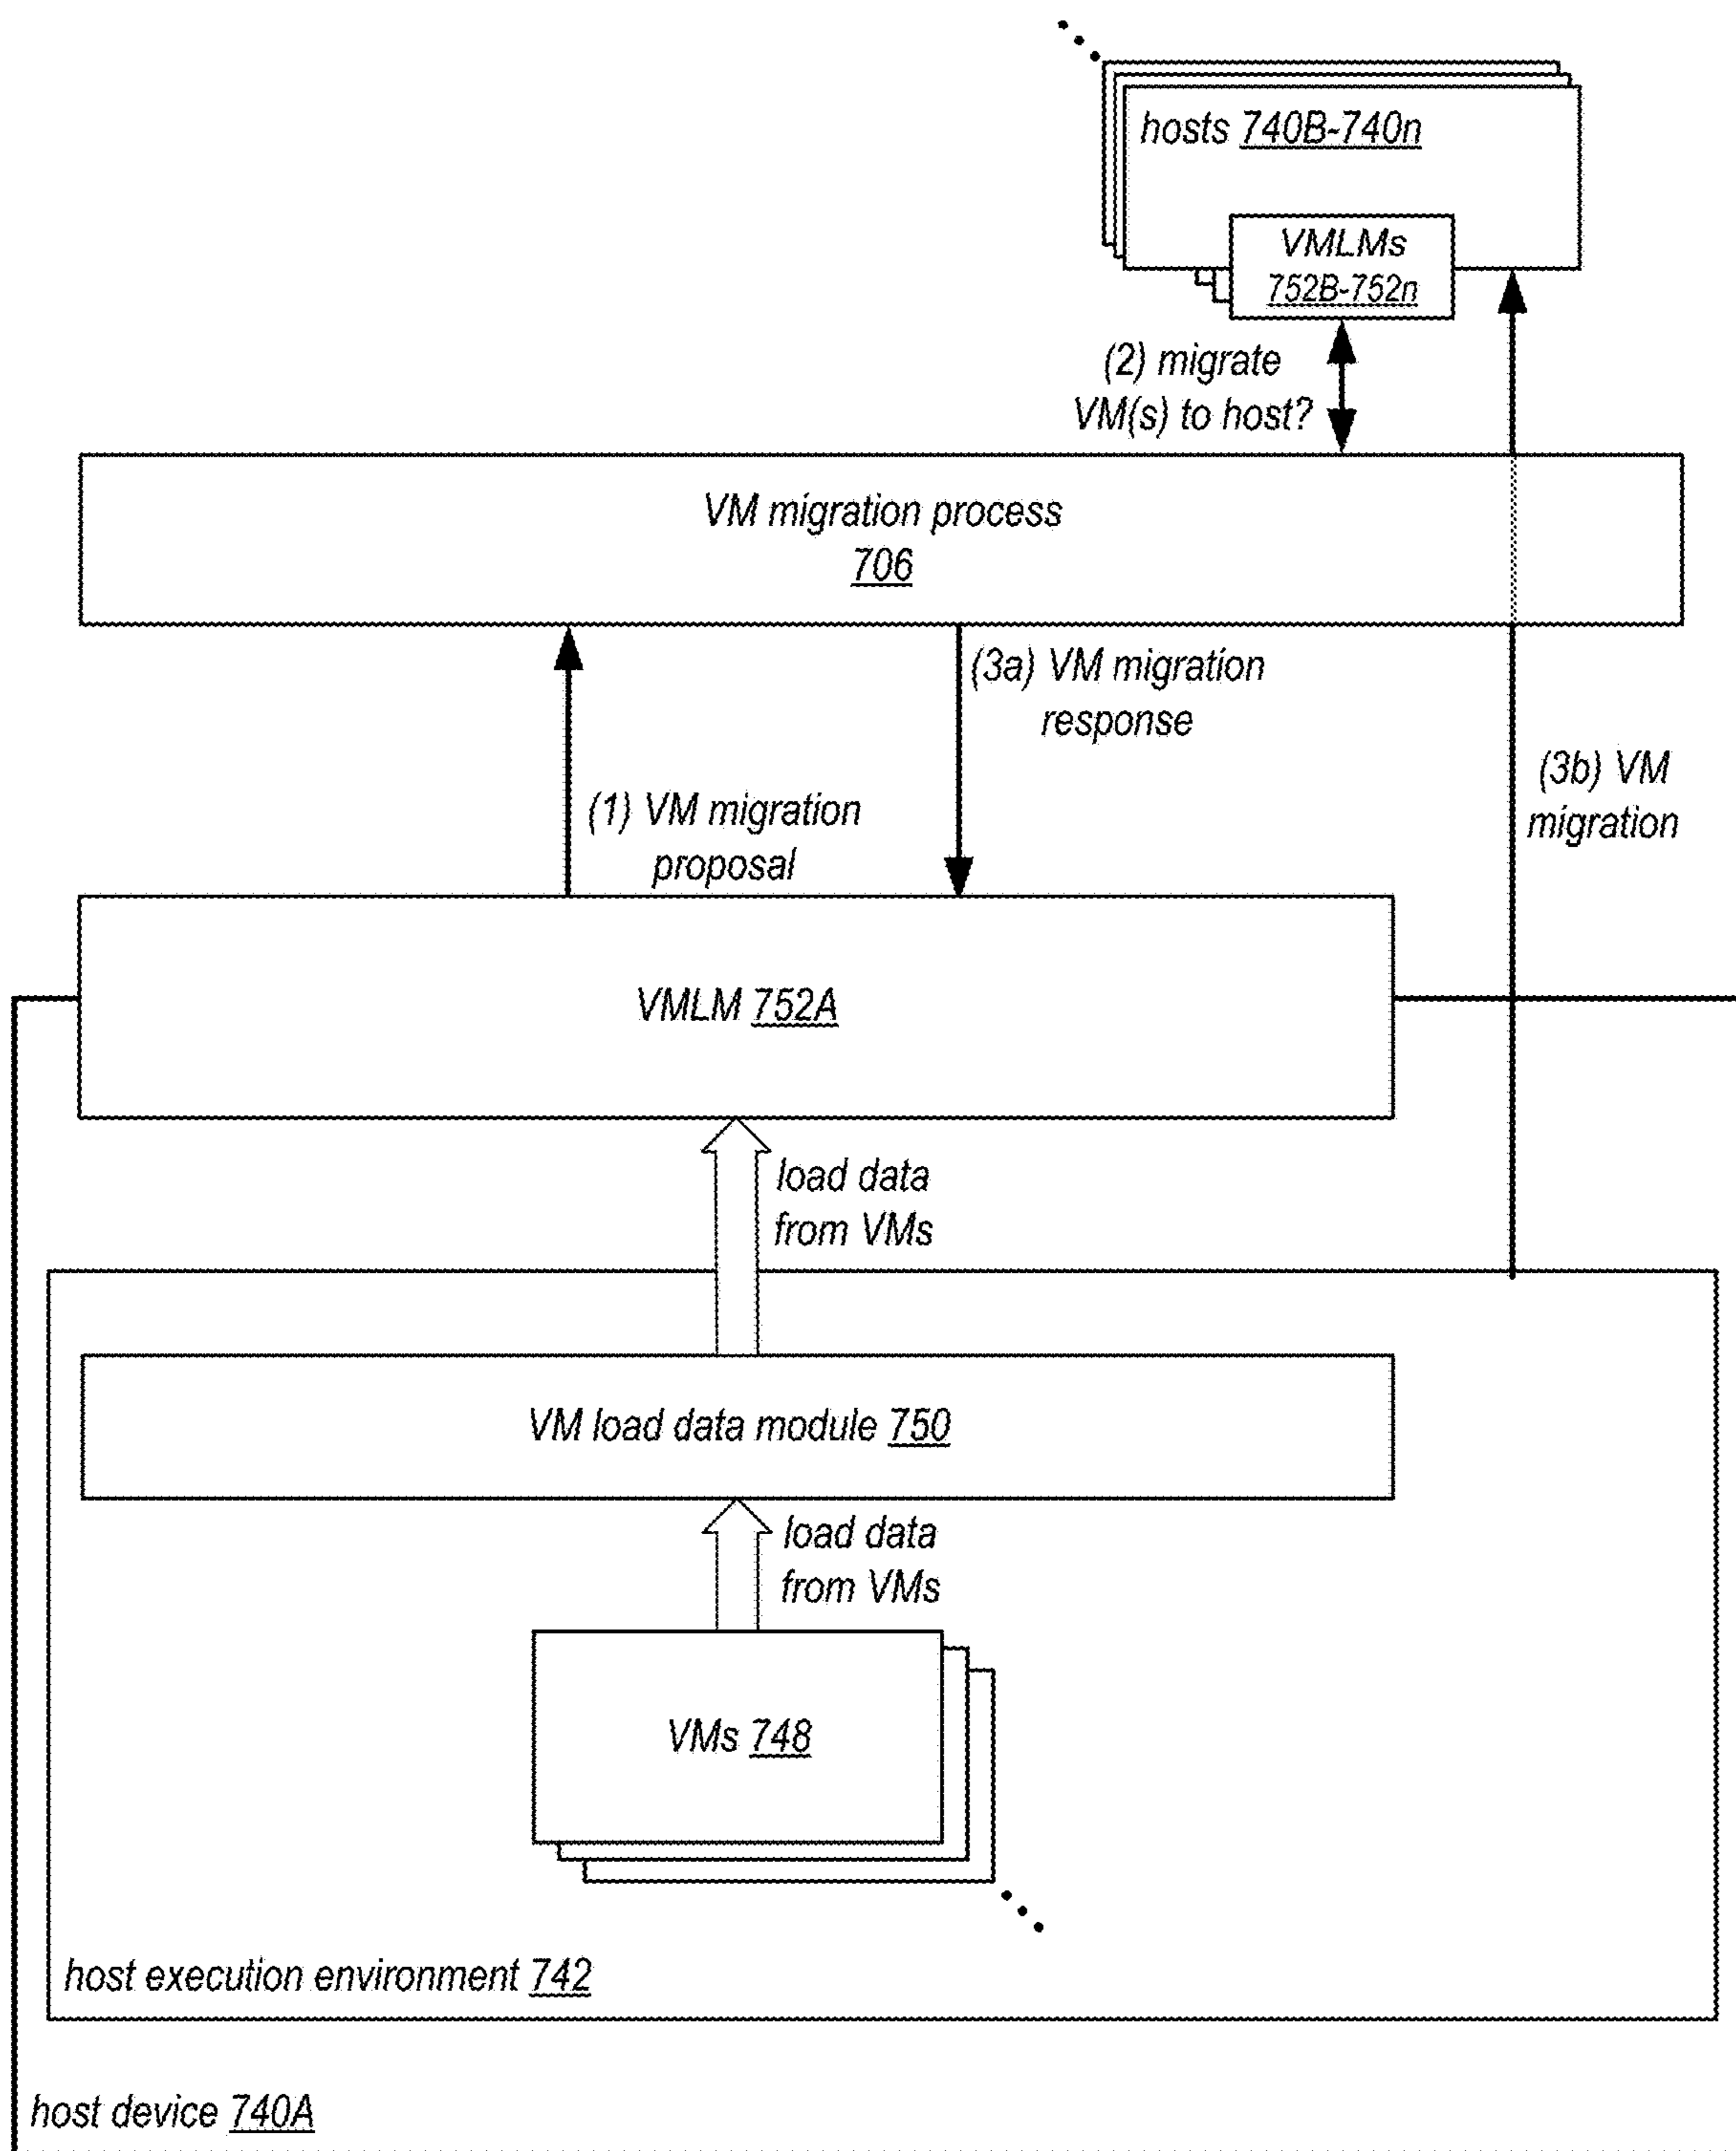 hosts 740B-740n
VMLMs
752B-752n
(2) migrate
VM(s) to host?
VM migration process
706
(3a) VM migration
response
(3b) VM
migration
(1) VM migration
proposal
VMLM 752A
load data
from VMs
VM load data module 750
load data
from VMs
VMs 748
host execution environment 742
host device 740A